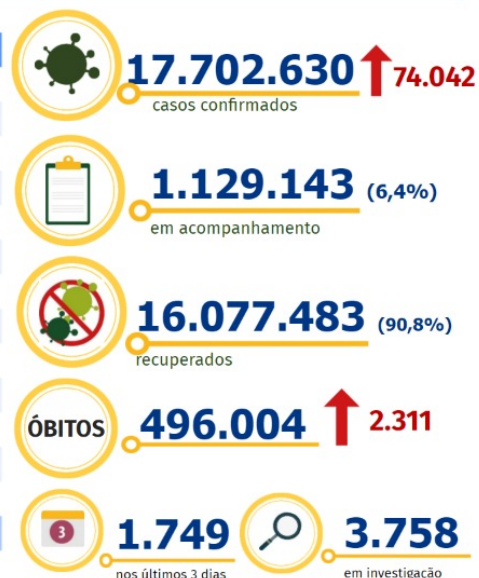 17.702.630 74.042
casos confirmados
1.129.143 (6,4%)
em acompanhamento
16.077.483 (90,8%)
recuperados
ÓBITOS 496.004 2.311
3 1.749 3.758
nos últimos 3 dias em investigação